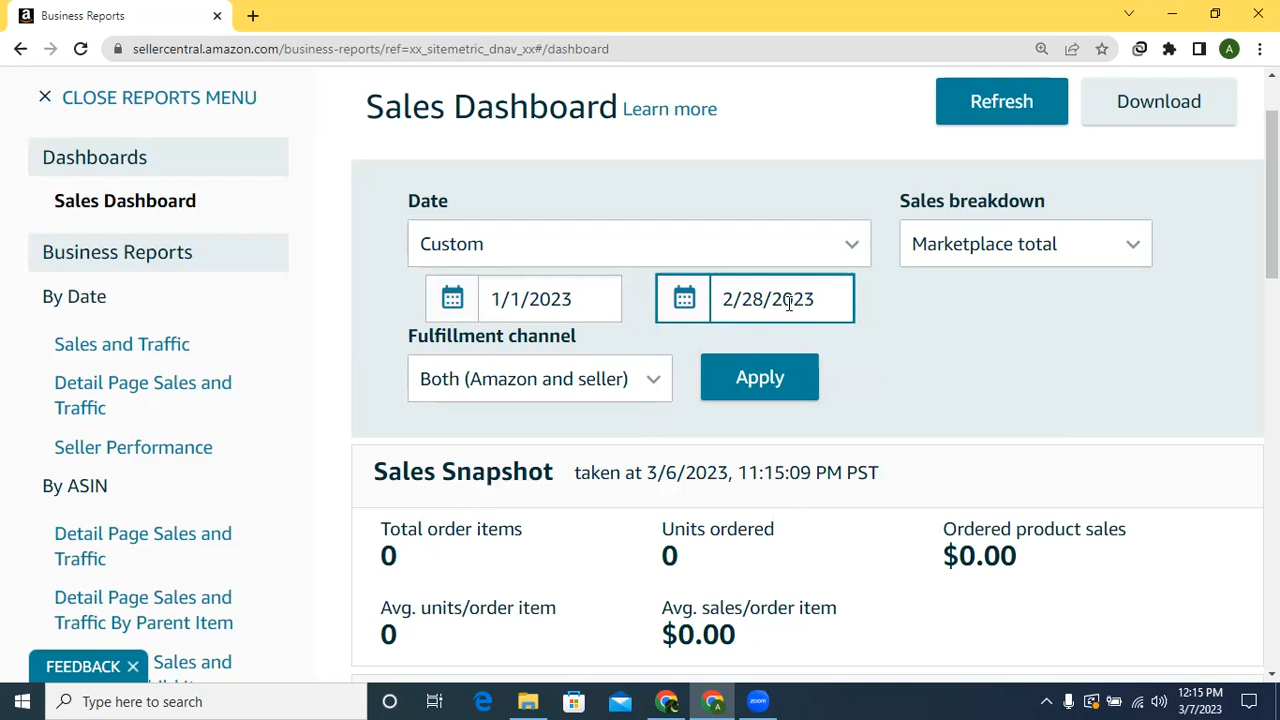 Business Reports
sellercentral.amazon.com/business-reports/ref=xx_sitemetric_dnav_xx#/dashboard
A
CLOSE REPORTS MENU
Dashboards
Sales Dashboard
Business Reports
By Date
Sales and Traffic
Detail Page Sales and
Traffic
Seller Performance
By ASIN
Detail Page Sales and
Traffic
Detail Page Sales and
Traffic By Parent Item
Sales and
FEEDBACK
Sales Dashboard Learn more
Refresh
Download
Date
Custom
1/1/2023
2/28/2023
Sales breakdown
Marketplace total
Fulfillment channel
Both (Amazon and seller)
Apply
Sales Snapshot taken at 3/6/2023, 11:15:09 PM PST
Total order items
0
Units ordered
0
Ordered product sales
$0.00
Avg. units/order item
0
Avg. sales/order item
$0.00
Type here to search
zoom
12:15 PM
3/7/2023